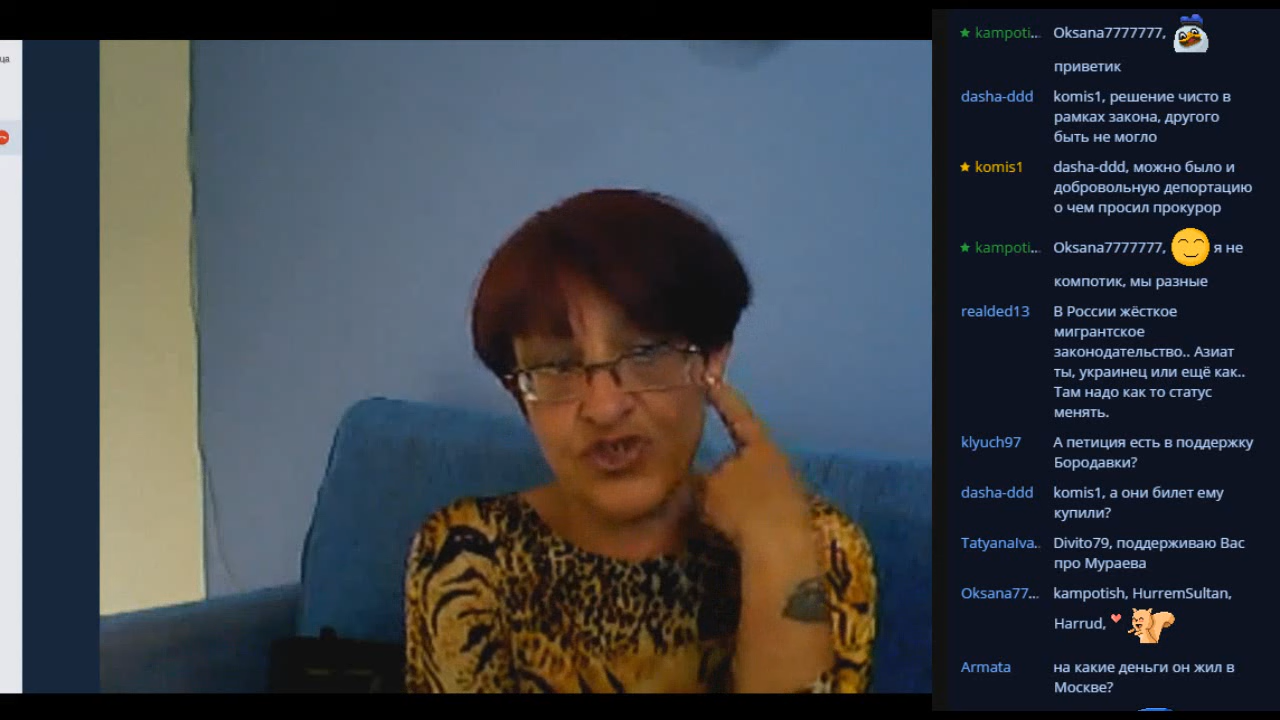 ца
kampoti... Oksana7777777,
приветик
dasha-ddd komis1, решение чисто в
рамках закона, другого
быть не могло
komis1 dasha-ddd, можно было и
добровольную депортацию
о чем просил прокурор
kampoti... Oksana7777777, я не
компотик, мы разные
realded13 В России жёсткое
мигрантское
законодательство.. Азиат
ты, украинец или ещё как..
Там надо как то статус
менять.
klyuch97 А петиция есть в поддержку
Бородавки?
dasha-ddd komis1, а они билет ему
купили?
TatyanaIva.. Divito79, поддерживаю Вас
про Мураева
Oksana77... kampotish, HurremSultan,
Harrud,
Armata на какие деньги он жил в
Москве?